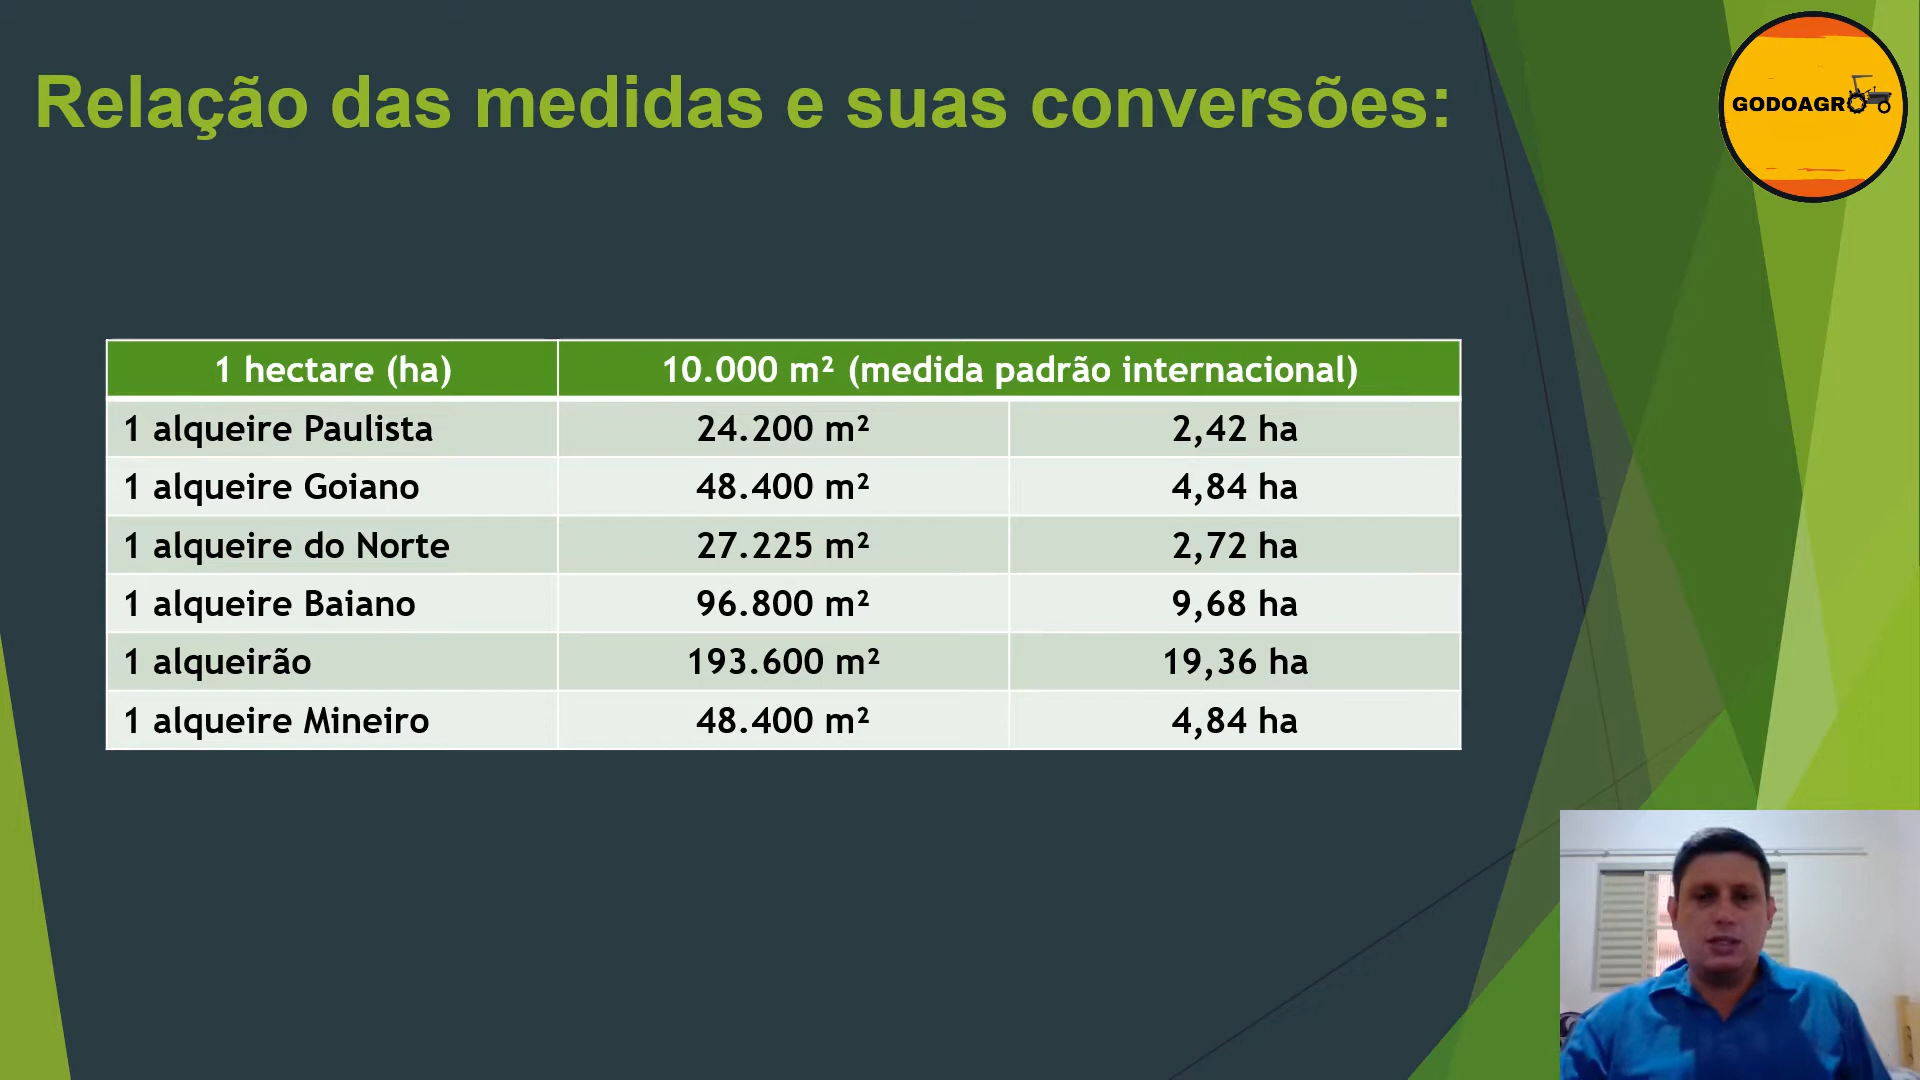 Relação das medidas e suas conversões:
GODOAGR
1 hectare (ha) 10.000 m² (medida padrão internacional)
1 alqueire Paulista 24.200 m² 2,42 ha
1 alqueire Goiano 48.400 m² 4,84 ha
1 alqueire do Norte 27.225 m² 2,72 ha
1 alqueire Baiano 96.800 m² 9,68 ha
1 alqueirão 193.600 m² 19,36 ha
1 alqueire Mineiro 48.400 m² 4,84 ha